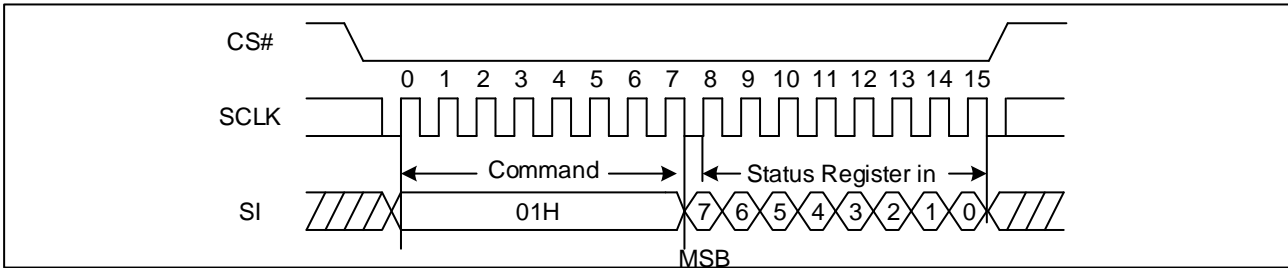 CS#
0 1 2 3 4 5 6 7 8 9 10 11 12 13 14 15
SCLK
Command Status Register in
SI 01H 7 6 5 4 3 2 1 0
MSB